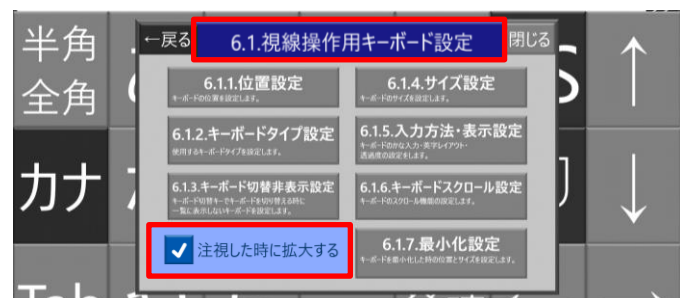 半角
全角
カナ
Tab
←戻る
6.1.視線操作用キーボード設定
閉じる
6.1.1.位置設定
キーボードの位置を設定します。
6.1.4.サイズ設定
キーボードのサイズを設定します。
6.1.2.キーボードタイプ設定
使用するキーボードタイプを設定します。
6.1.5.入力方法・表示設定
キーボードのかな入力・英字レイアウト・
透過度の設定をします。
6.1.3.キーボード切替非表示設定
キーボード切替キーでキーボードを切り替える時に
一覧に表示しないキーボードを設定します。
6.1.6.キーボードスクロール設定
キーボードのスクロール機能の設定します。
注視した時に拡大する
6.1.7.最小化設定
キーボードを最小化した時の位置とサイズを設定します。
↑
↓